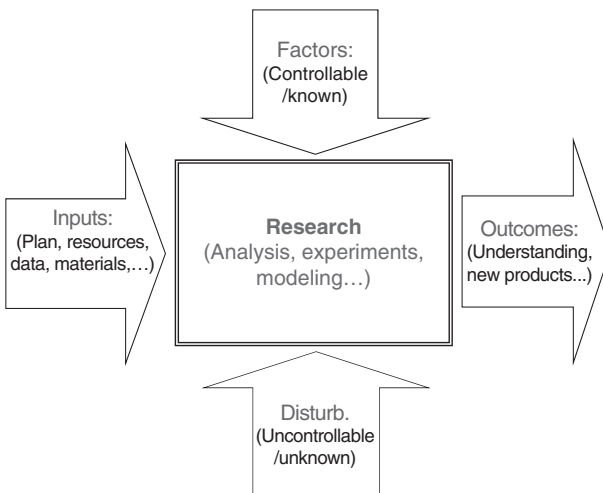 Factors:
(Controllable
/known)
Inputs:
(Plan, resources,
data, materials,…)
Research
(Analysis, experiments,
modeling…)
Outcomes:
(Understanding,
new products...)
Disturb.
(Uncontrollable
/unknown)